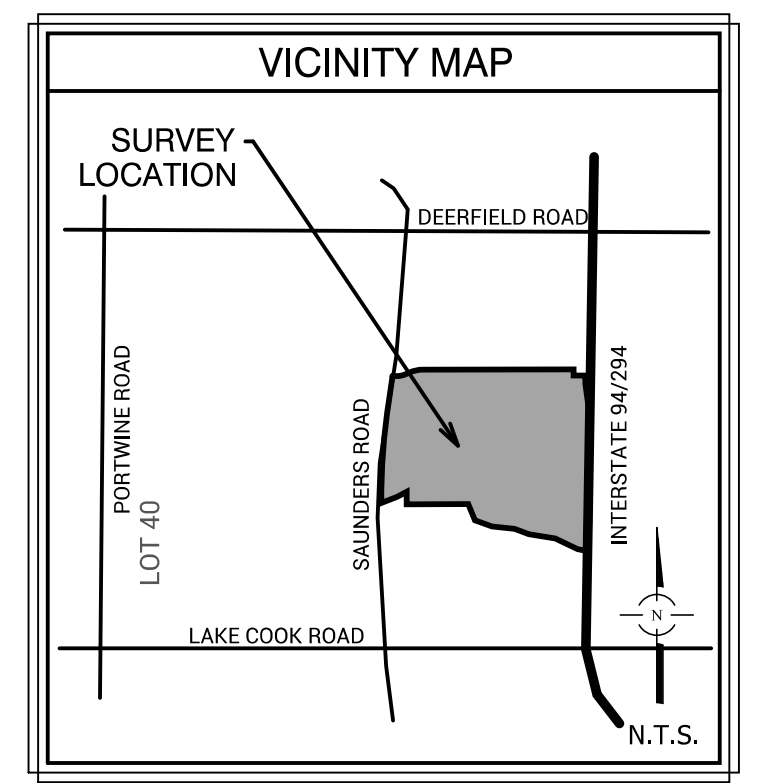 VICINITY MAP
SURVEY
LOCATION
DEERFIELD ROAD
PORTWINE ROAD
LOT 40
SAUNDERS ROAD
INTERSTATE 94/294
LAKE COOK ROAD
N
N.T.S.